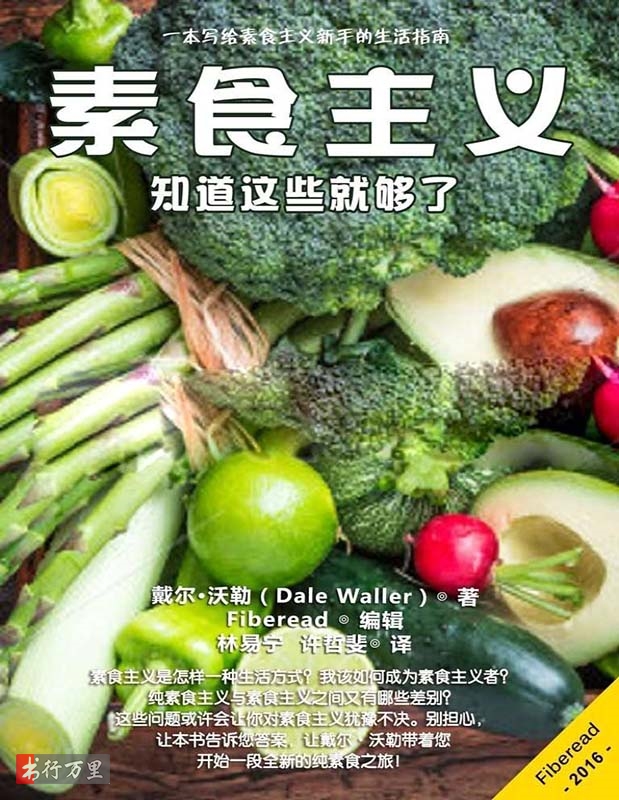 一本写给素食主义新手的生活指南
素食主义
知道这些就够了
戴尔·沃勒（Dale Waller）◎ 著
Fiberead ◎ 编辑
林易宁 许哲斐◎ 译
素食主义是怎样一种生活方式？我该如何成为素食主义者？
纯素食主义与素食主义之间又有哪些差别？
这些问题或许会让你对素食主义犹豫不决。别担心，
让本书告诉您答案，让戴尔·沃勒带着您
开始一段全新的纯素食之旅！
书行万里
Fiberead
- 2016 -